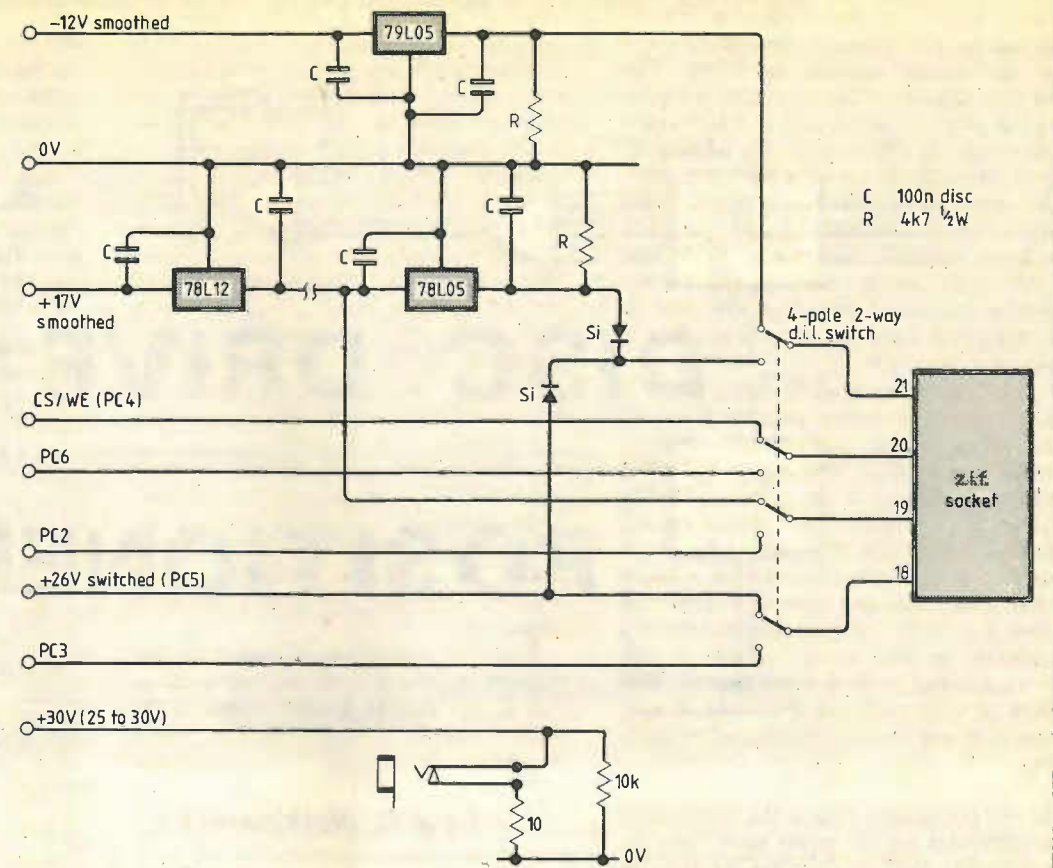 -12V smoothed
79L05
C
C
R
0V
C
C
R
C 100n disc
R 4k7 ½W
C
C
78L12
78L05
+17V
smoothed
4-pole 2-way
d.i.l. switch
Si
Si
CS/WE (PC4)
21
PC6
20
z.i.f.
socket
19
PC2
+26V switched (PC5)
18
PC3
+30V (25 to 30V)
10k
10
0V